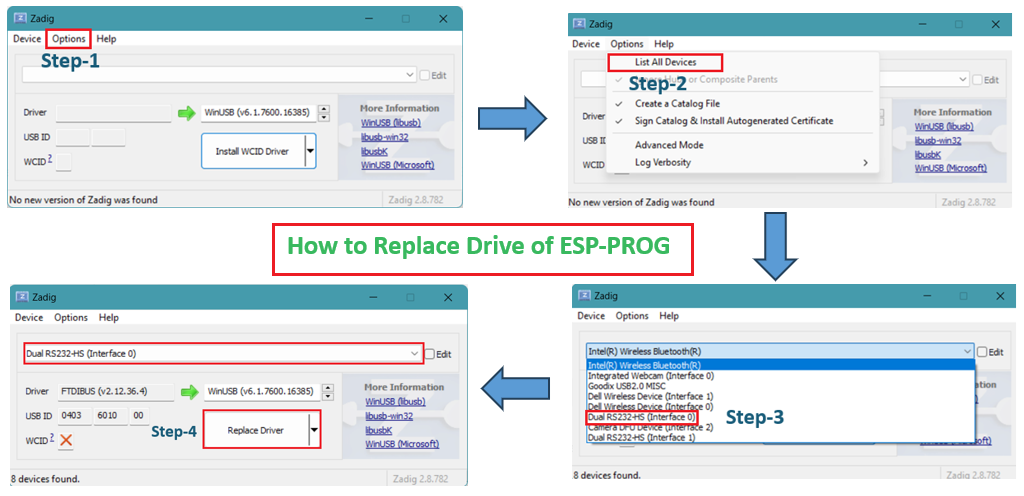 Zadig
Device Options Help
Step-1
Edit
Driver WinUSB (v6.1.7600.16385)
USB ID
WCID ?
Install WCID Driver
More Information
WinUSB (libusb)
libusb-win32
libusbK
WinUSB (Microsoft)
No new version of Zadig was found Zadig 2.8.782
Zadig
Device Options Help
List All Devices
or Composite Parents
Step-2
Create a Catalog File
Sign Catalog & Install Autogenerated Certificate
Advanced Mode
Log Verbosity
Edit
Driver
USB ID
WCID
More Information
WinUSB (libusb)
libusb-win32
libusbK
WinUSB (Microsoft)
No new version of Zadig was found Zadig 2.8.782
How to Replace Drive of ESP-PROG
Zadig
Device Options Help
Dual RS232-HS (Interface 0) Edit
Driver FTDIBUS (v2.12.36.4) WinUSB (v6.1.7600.16385)
USB ID 0403 6010 00
WCID ?
Step-4
Replace Driver
More Information
WinUSB (libusb)
libusb-win32
libusbK
WinUSB (Microsoft)
8 devices found. Zadig 2.8.782
Zadig
Device Options Help
Intel(R) Wireless Bluetooth(R) Edit
Intel(R) Wireless Bluetooth(R)
Integrated Webcam (Interface 0)
Goodix USB2.0 MISC
Dell Wireless Device (Interface 1)
Dell Wireless Device (Interface 0)
Dual RS232-HS (Interface 0)
Step-3
Camera DFU Device (Interface 2)
Dual RS232-HS (Interface 1)
8 devices found. Zadig 2.8.782